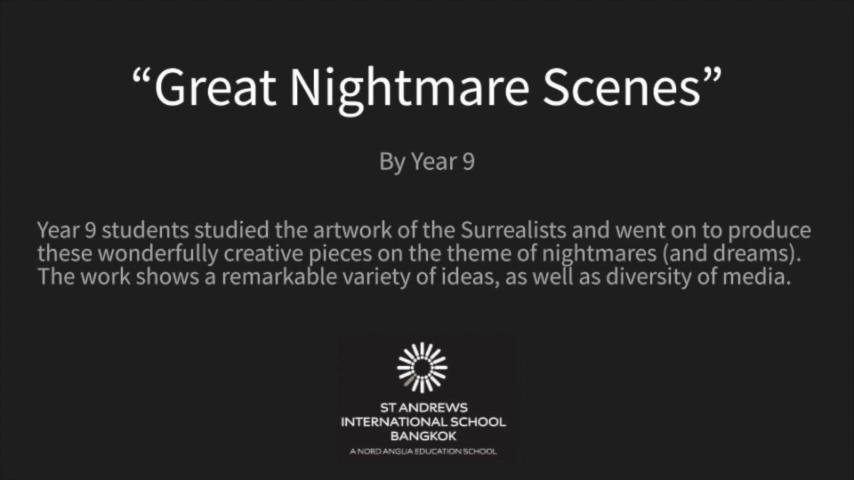 “Great Nightmare Scenes”
By Year 9
Year 9 students studied the artwork of the Surrealists and went on to produce
these wonderfully creative pieces on the theme of nightmares (and dreams).
The work shows a remarkable variety of ideas, as well as diversity of media.
ST ANDREWS
INTERNATIONAL SCHOOL
BANGKOK
A NORD ANGLIA EDUCATION SCHOOL